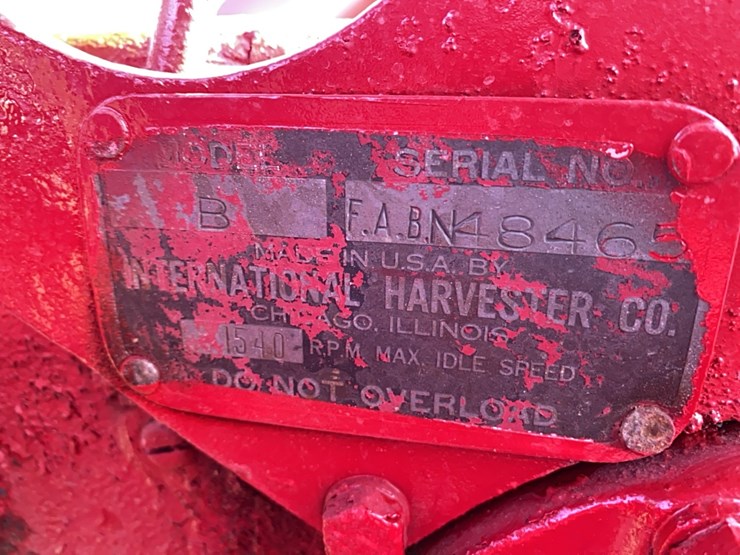 MODEL SERIAL NO.
B F.A.B.N 48465
MADE IN U.S.A. BY
INTERNATIONAL HARVESTER CO.
CHICAGO, ILLINOIS
1540 R.P.M. MAX. IDLE SPEED
DO NOT OVERLOAD